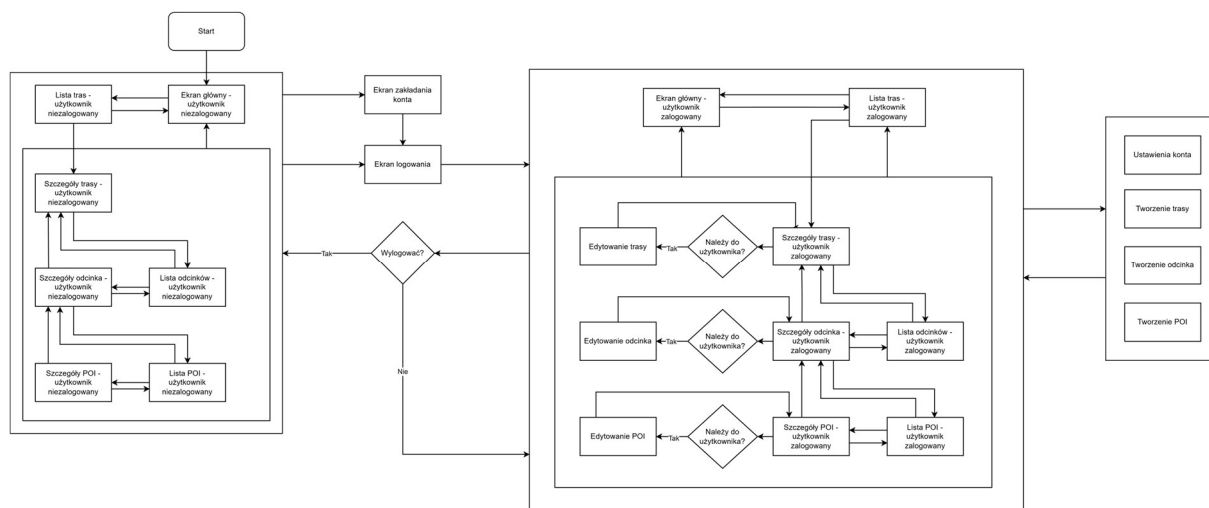 Start
Lista tras -
użytkownik
niezalogowany
Ekran główny -
użytkownik
niezalogowany
Szczegóły trasy -
użytkownik
niezalogowany
Szczegóły odcinka -
użytkownik
niezalogowany
Lista odcinków -
użytkownik
niezalogowany
Szczegóły POI -
użytkownik
niezalogowany
Lista POI -
użytkownik
niezalogowany
Ekran zakładania
konta
Ekran logowania
Tak
Wylogować?
Nie
Ekran główny -
użytkownik
zalogowany
Lista tras -
użytkownik
zalogowany
Edytowanie trasy
Tak
Należy do
użytkownika?
Szczegóły trasy -
użytkownik
zalogowany
Edytowanie odcinka
Tak
Należy do
użytkownika?
Szczegóły odcinka -
użytkownik
zalogowany
Lista odcinków -
użytkownik
zalogowany
Edytowanie POI
Tak
Należy do
użytkownika?
Szczegóły POI -
użytkownik
zalogowany
Lista POI -
użytkownik
zalogowany
Ustawienia konta
Tworzenie trasy
Tworzenie odcinka
Tworzenie POI